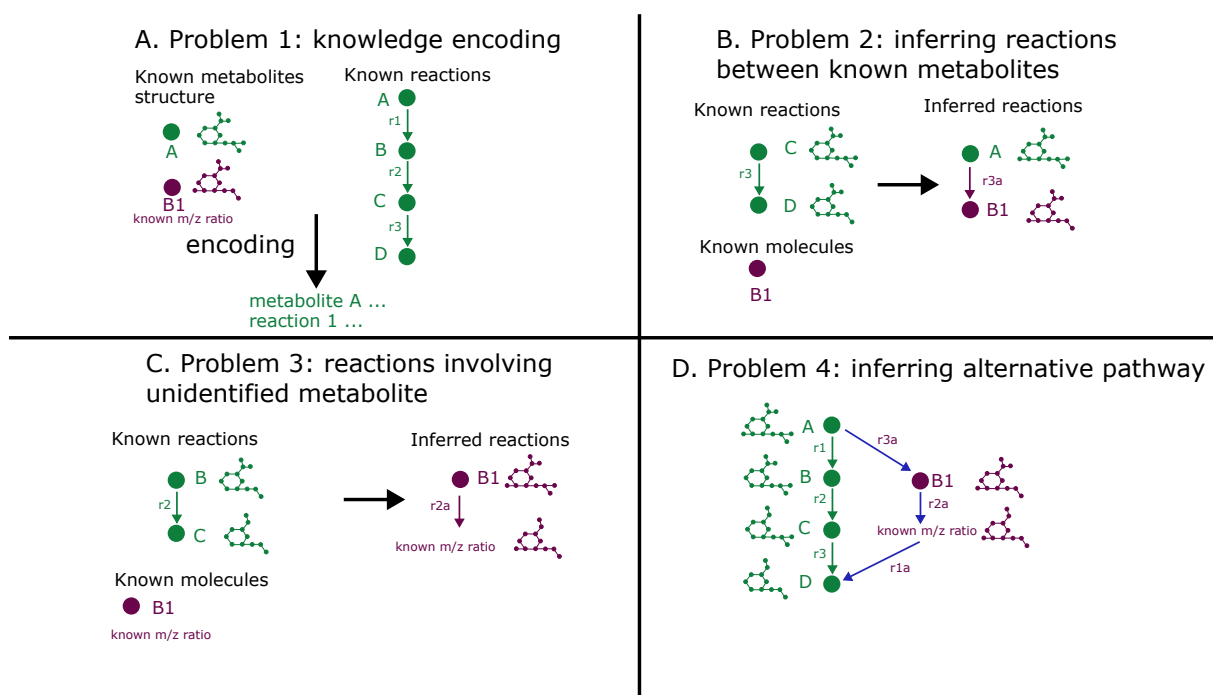 A. Problem 1: knowledge encoding
Known metabolites
structure
A
B1
known m/z ratio
Known reactions
A
r1
B
r2
C
r3
D
encoding
metabolite A ...
reaction 1 ...
B. Problem 2: inferring reactions
between known metabolites
Known reactions
C
r3
D
Known molecules
B1
Inferred reactions
A
r3a
B1
C. Problem 3: reactions involving
unidentified metabolite
Known reactions
B
r2
C
Known molecules
B1
known m/z ratio
Inferred reactions
B1
r2a
known m/z ratio
D. Problem 4: inferring alternative pathway
A
r1
r3a
B
B1
r2
r2a
C
known m/z ratio
r3
r1a
D